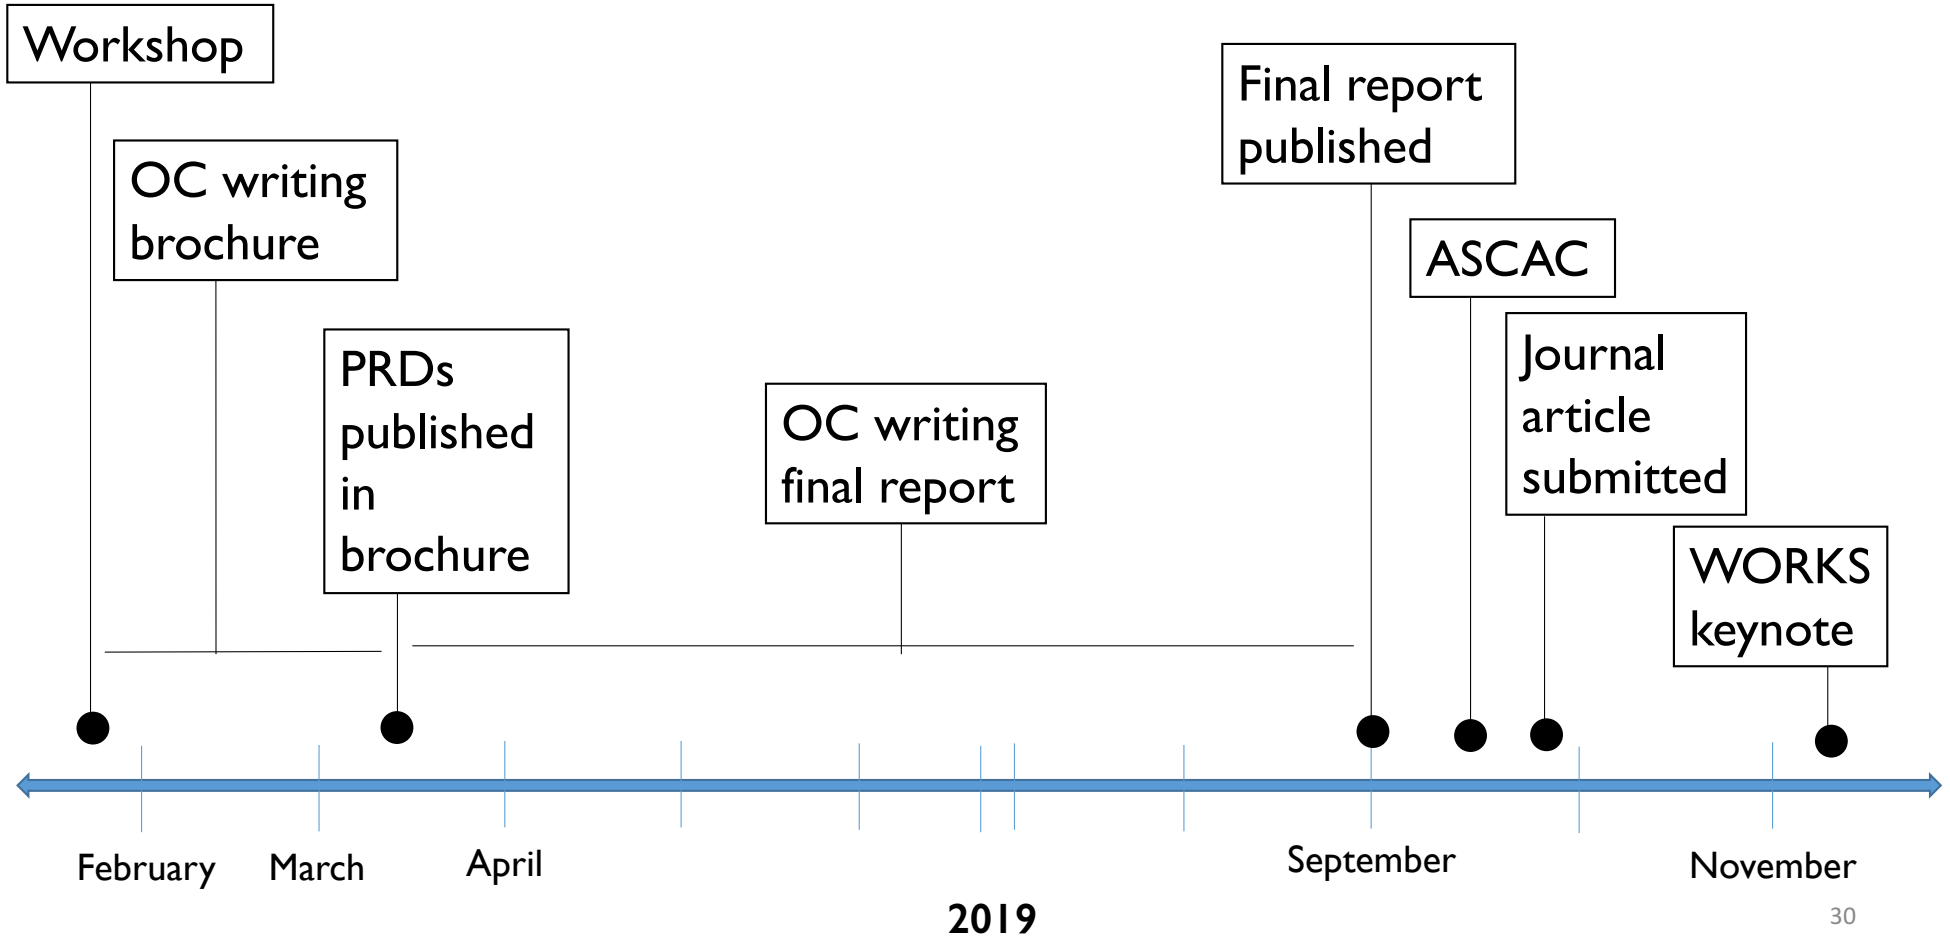 Workshop
OC writing
brochure
PRDs
published
in
brochure
OC writing
final report
Final report
published
ASCAC
Journal
article
submitted
WORKS
keynote
February
March
April
September
November
2019
30